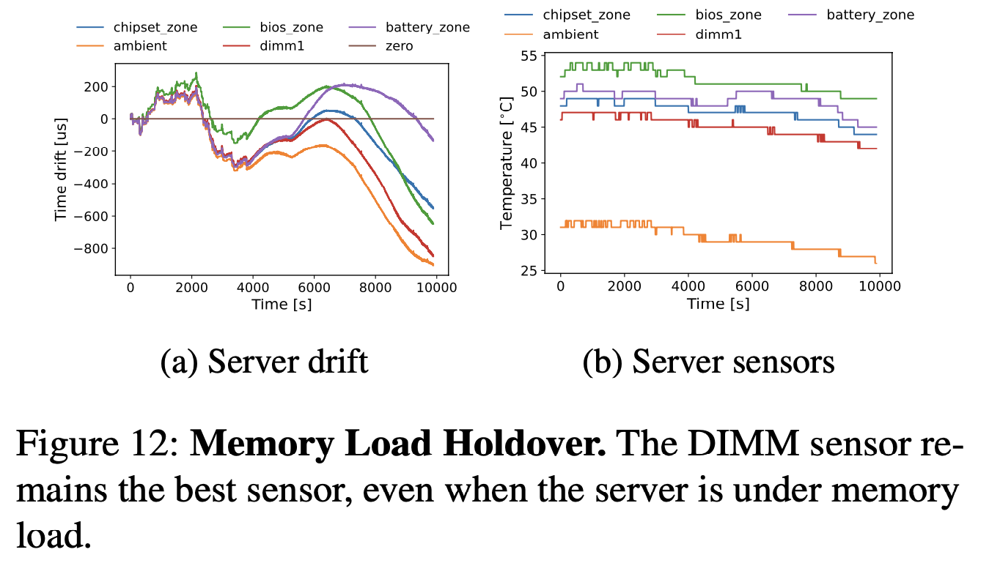 chipset_zone bios_zone battery_zone
ambient dimm1 zero
200
0
−200
−400
−600
−800
Time drift [us]
0 2000 4000 6000 8000 10000
Time [s]
(a) Server drift
chipset_zone bios_zone battery_zone
ambient dimm1
55
50
45
40
35
30
25
Temperature [°C]
0 2000 4000 6000 8000 10000
Time [s]
(b) Server sensors
Figure 12: Memory Load Holdover. The DIMM sensor re-
mains the best sensor, even when the server is under memory
load.